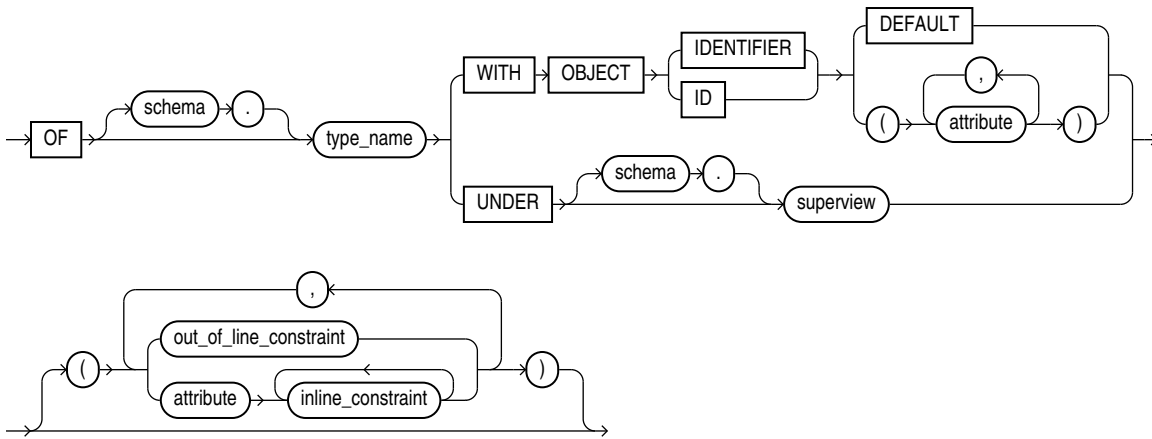 DEFAULT
IDENTIFIER
WITH OBJECT ,
ID
schema . ( attribute )
OF type_name
schema .
UNDER superview
,
out_of_line_constraint
( )
attribute inline_constraint